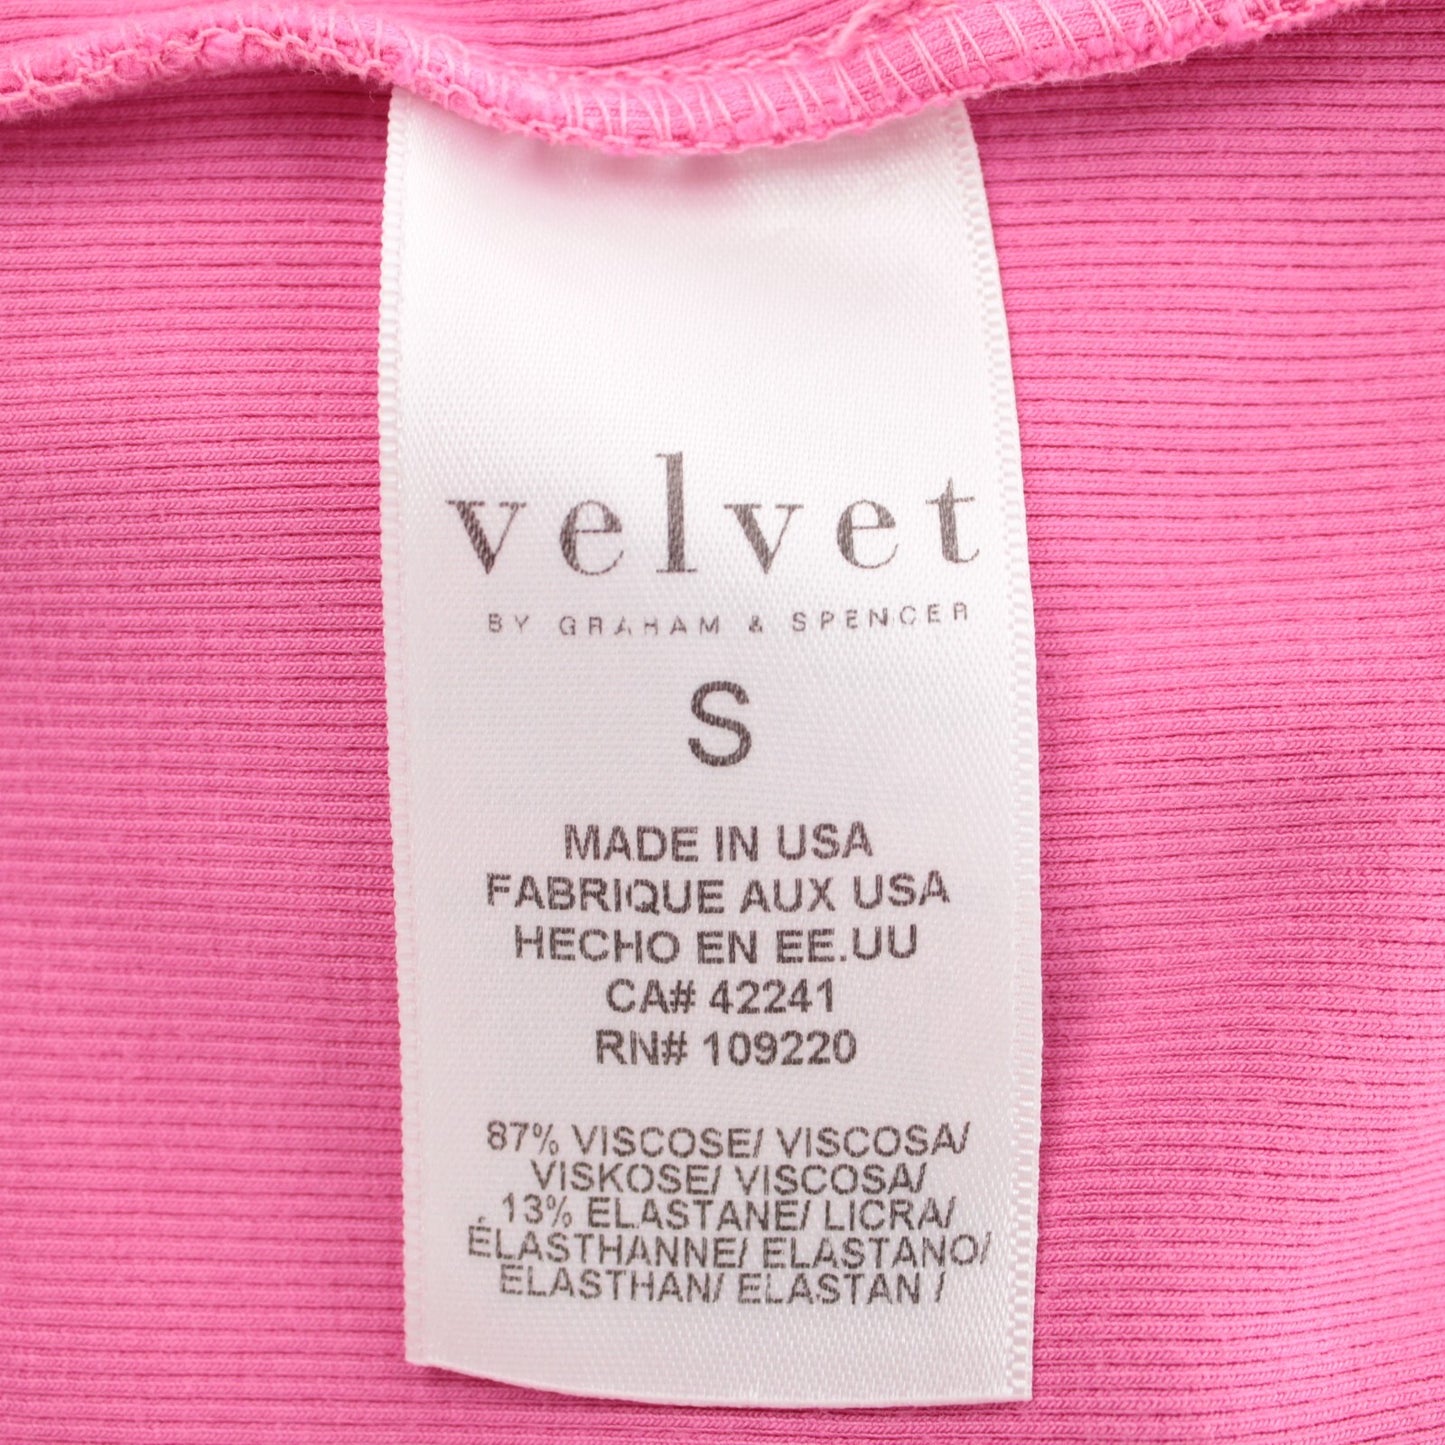 velvet
BY GRAHAM & SPENCER
S
MADE IN USA
FABRIQUE AUX USA
HECHO EN EE.UU
CA# 42241
RN# 109220
87% VISCOSE/ VISCOSA/
VISKOSE/ VISCOSA/
13% ELASTANE/ LICRA/
ÉLASTHANNE/ ELASTANO/
ELASTHAN/ ELASTAN /